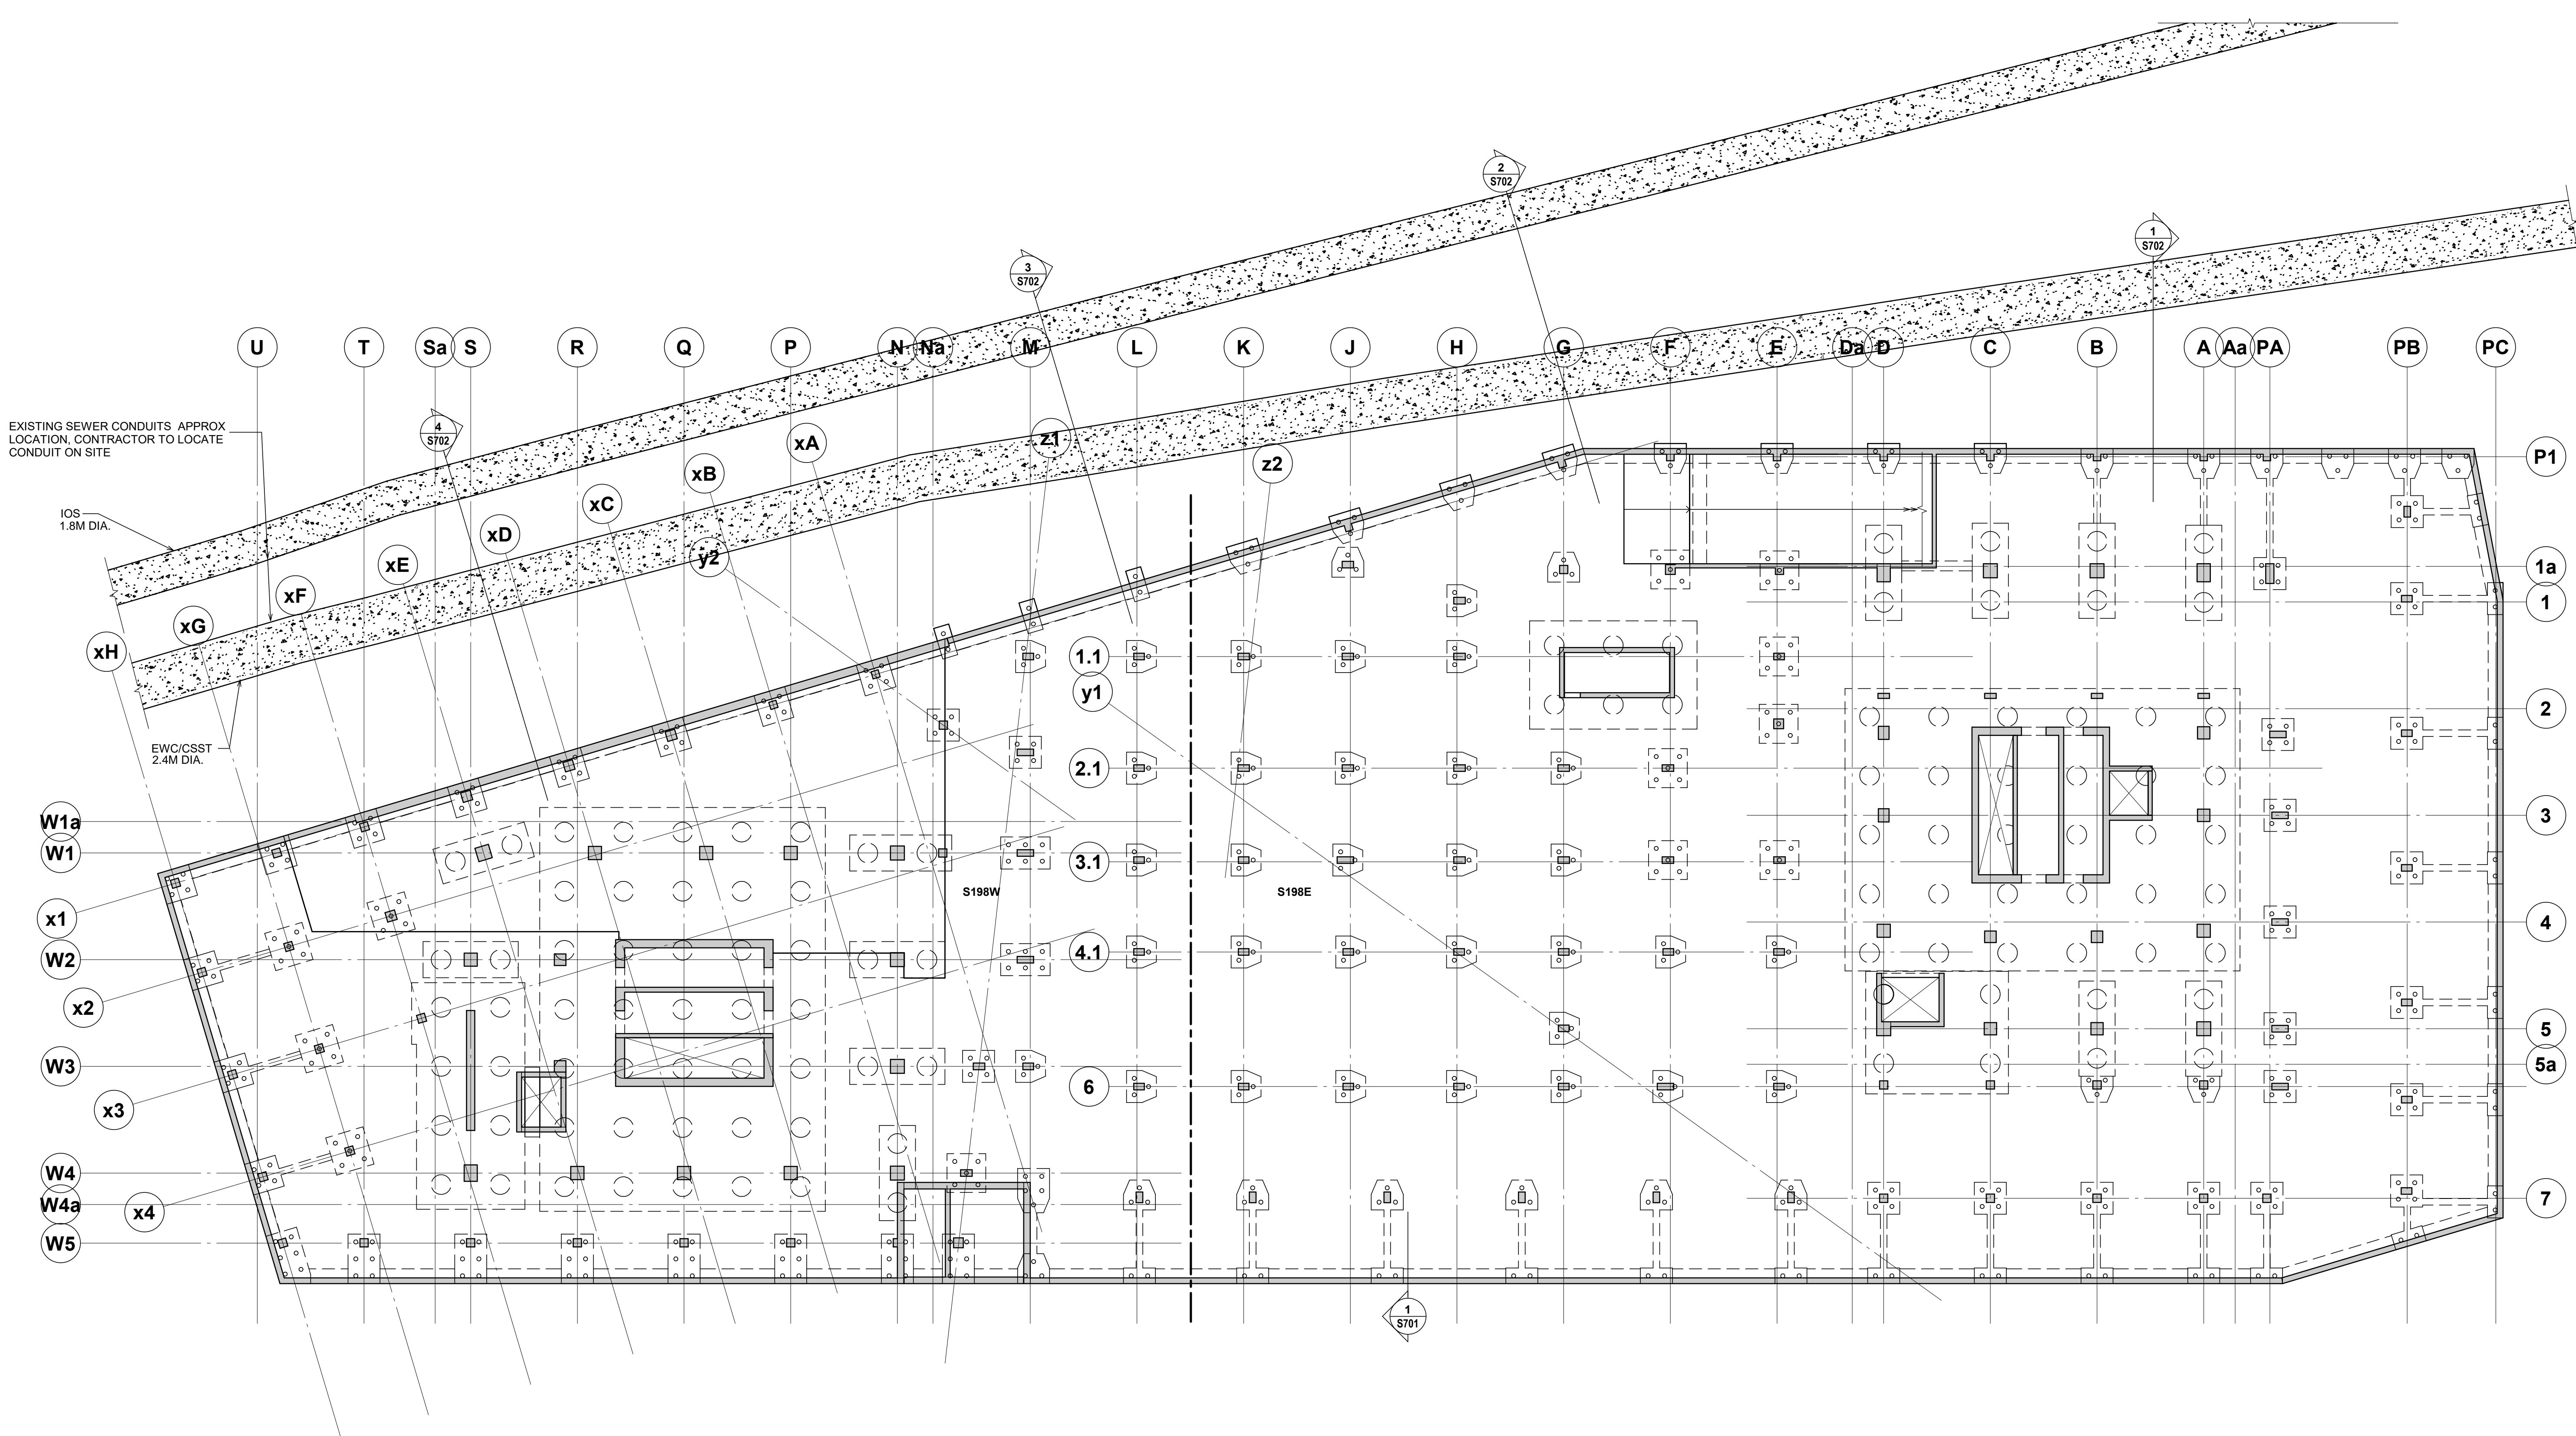 2
S702
1
S702
3
S702
U
T
Sa
S
R
Q
P
N
Na
M
L
K
J
H
G
F
E
Da
D
C
B
A
Aa
PA
PB
PC
EXISTING SEWER CONDUITS APPROX
LOCATION, CONTRACTOR TO LOCATE
CONDUIT ON SITE
4
S702
xA
z1
z2
P1
xB
IOS
1.8M DIA.
xC
xD
y2
xE
1a
xF
1
xG
xH
1.1
y1
2
EWC/CSST
2.4M DIA.
2.1
W1a
3
W1
3.1
S198W
S198E
x1
4
W2
4.1
x2
5
W3
5a
6
x3
W4
7
W4a
x4
W5
1
S701